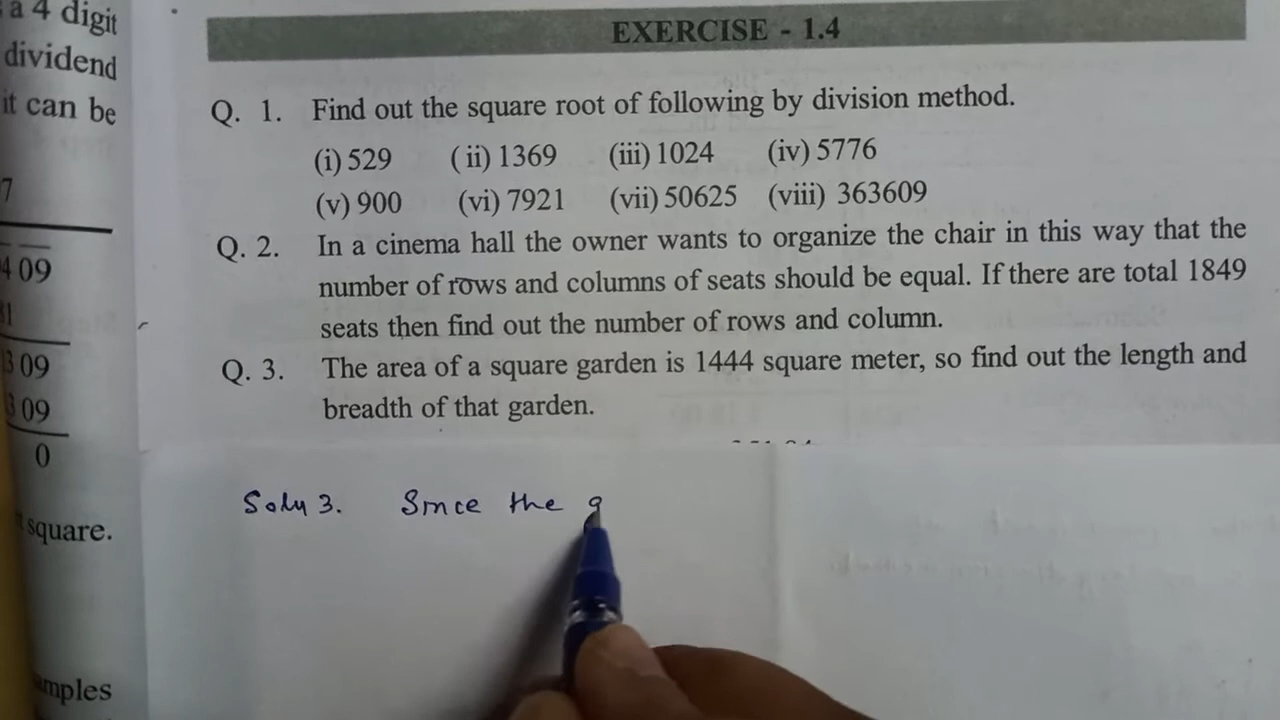 a 4 digit
dividend
it can be
7
409
09
09
0
square.
EXERCISE - 1.4
Q. 1. Find out the square root of following by division method.
(i) 529 (ii) 1369 (iii) 1024 (iv) 5776
(v) 900 (vi) 7921 (vii) 50625 (viii) 363609
Q. 2. In a cinema hall the owner wants to organize the chair in this way that the
number of rows and columns of seats should be equal. If there are total 1849
seats then find out the number of rows and column.
Q. 3. The area of a square garden is 1444 square meter, so find out the length and
breadth of that garden.
Soln 3. Since the g